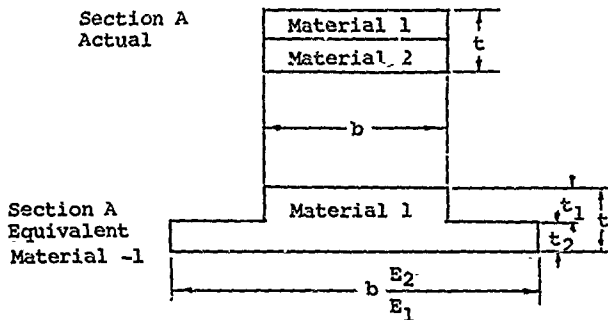 Section A
Actual
Material 1
Material 2
t
b
Section A
Equivalent
Material -1
Material 1
t1
t2
t
b E2
E1